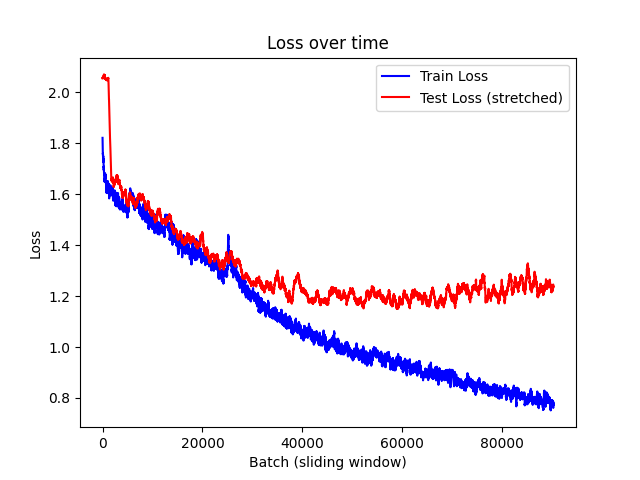 Loss over time
Train Loss
Test Loss (stretched)
Loss
2.0
1.8
1.6
1.4
1.2
1.0
0.8
0
20000
40000
60000
80000
Batch (sliding window)